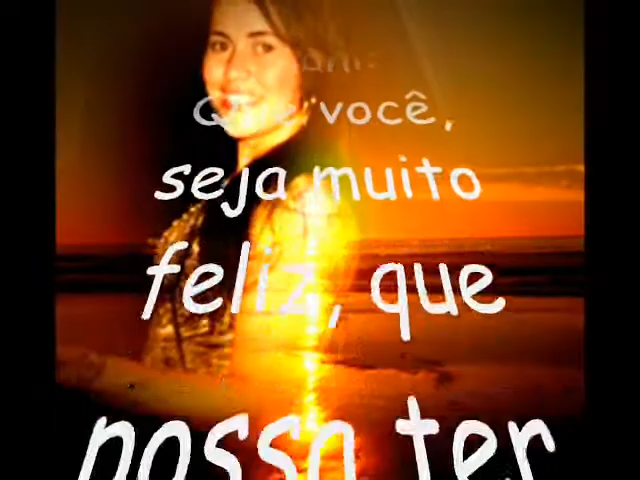 Que você,
seja muito
feliz, que
possa ter